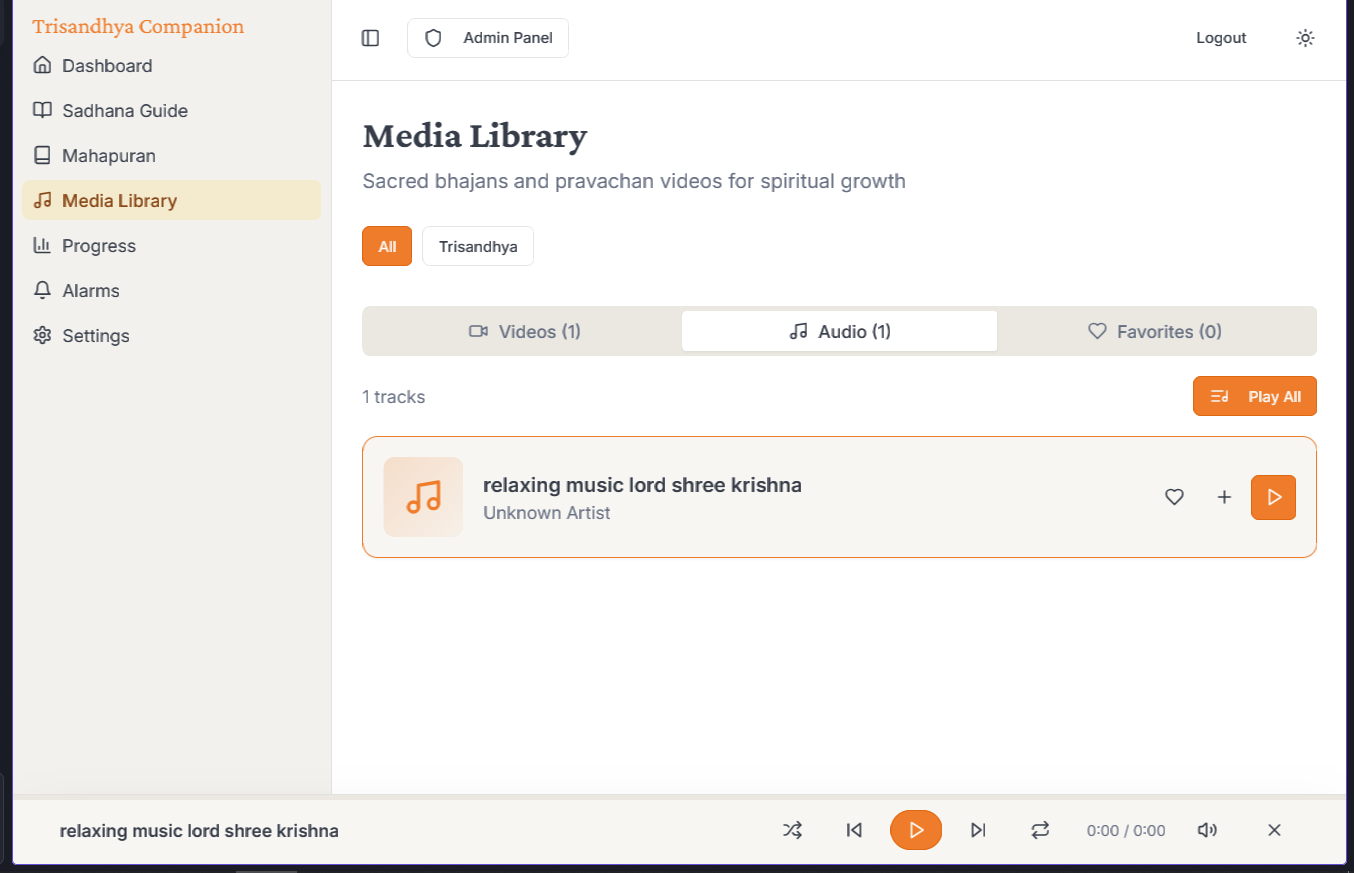 Trisandhya Companion
Dashboard
Sadhana Guide
Mahapuran
Media Library
Progress
Alarms
Settings
Admin Panel
Logout
Media Library
Sacred bhajans and pravachan videos for spiritual growth
All
Trisandhya
Videos (1)
Audio (1)
Favorites (0)
1 tracks
Play All
relaxing music lord shree krishna
Unknown Artist
relaxing music lord shree krishna
0:00 / 0:00